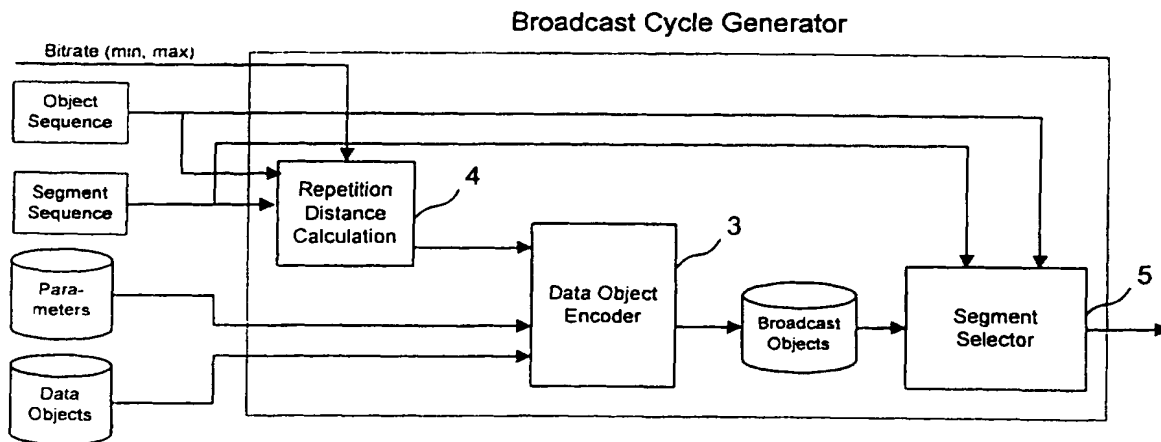 Broadcast Cycle Generator
Bitrate (min, max)
Object
Sequence
Segment
Sequence
Para-
meters
Data
Objects
Repetition
Distance
Calculation
4
Data Object
Encoder
3
Broadcast
Objects
Segment
Selector
5